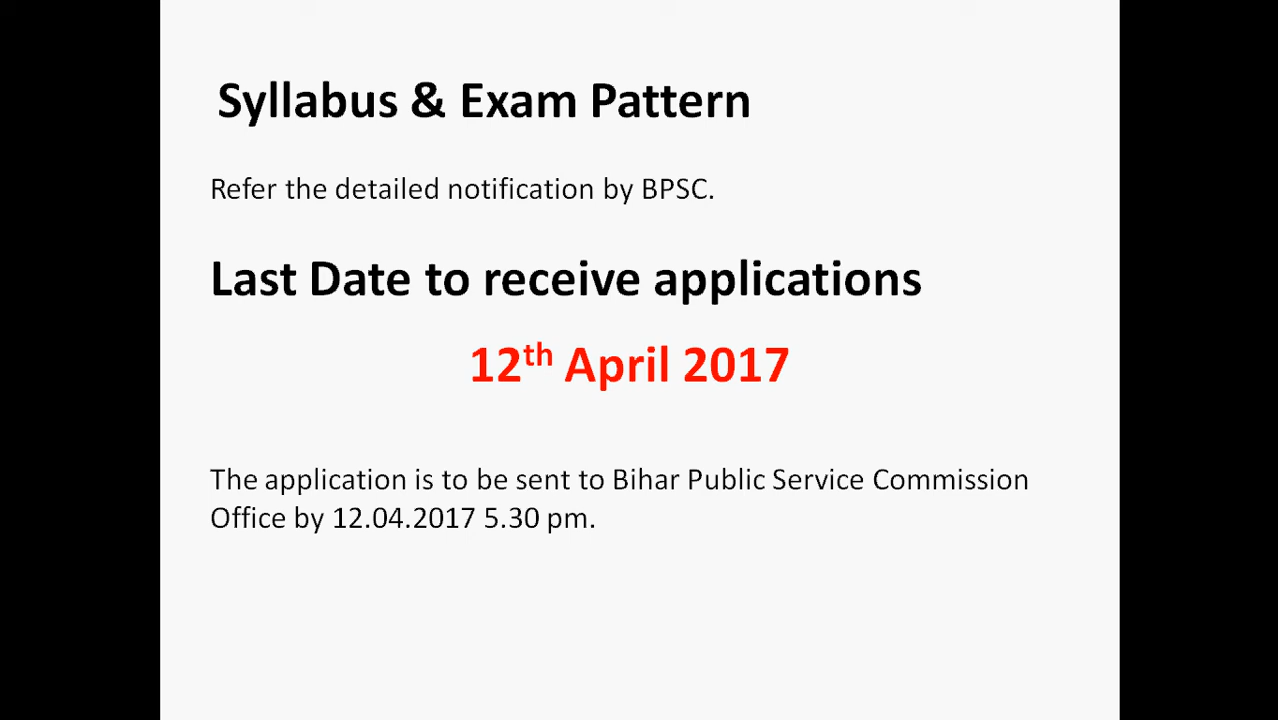 Syllabus & Exam Pattern
Refer the detailed notification by BPSC.
Last Date to receive applications
12th April 2017
The application is to be sent to Bihar Public Service Commission
Office by 12.04.2017 5.30 pm.